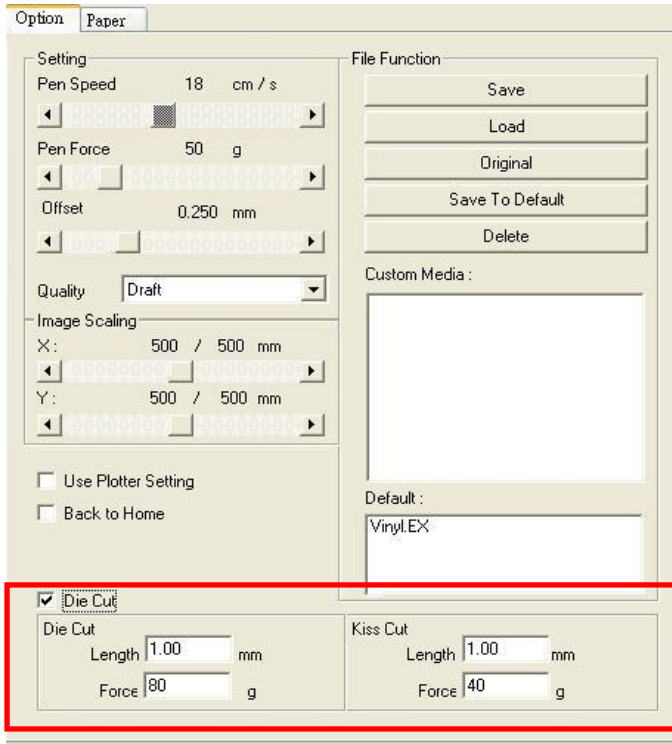 Option Paper
Setting
Pen Speed 18 cm / s
Pen Force 50 g
Offset 0.250 mm
Quality Draft
Image Scaling
X : 500 / 500 mm
Y : 500 / 500 mm
Use Plotter Setting
Back to Home
File Function
Save
Load
Original
Save To Default
Delete
Custom Media :
Default :
Vinyl.EX
Die Cut
Die Cut
Length 1.00 mm
Force 80 g
Kiss Cut
Length 1.00 mm
Force 40 g